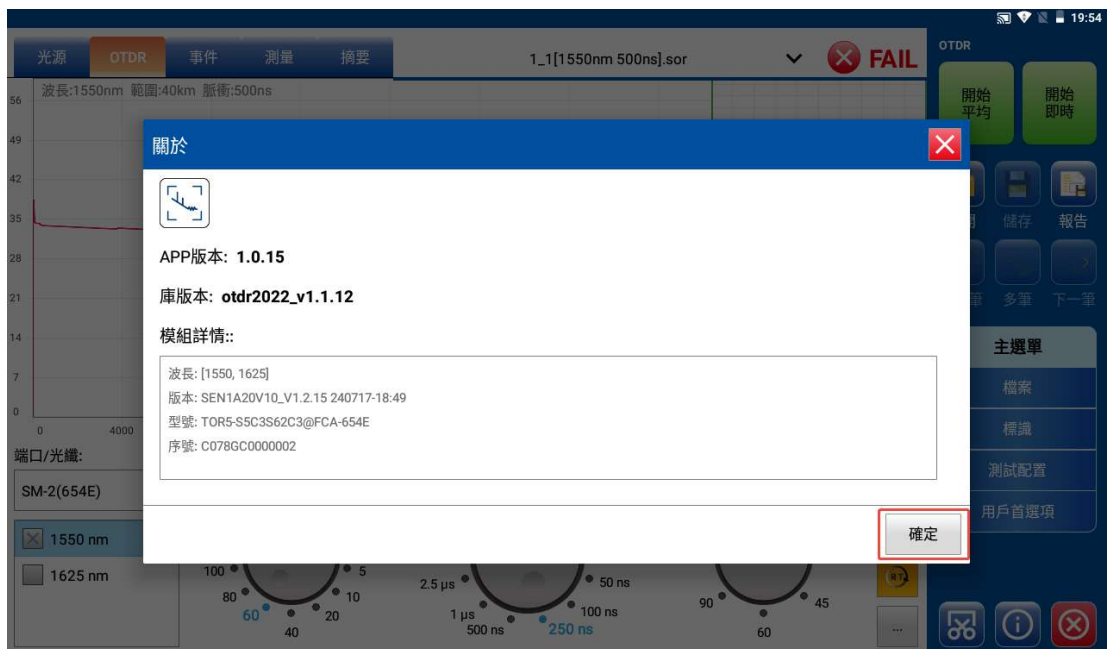 19:54
光源 OTDR 事件 測量 摘要 1_1[1550nm 500ns].sor FAIL OTDR
波長:1550nm 範圍:40km 脈衝:500ns
開始平均 開始即時
56
49
42
35
28
21
14
7
0
0 4000
關於
APP版本: 1.0.15
庫版本: otdr2022_v1.1.12
模組詳情::
波長: [1550, 1625]
版本: SEN1A20V10_V1.2.15 240717-18:49
型號: TOR5-S5C3S62C3@FCA-654E
序號: C078GC0000002
確定
儲存 報告
筆 多筆 下一筆
主選單
檔案
標識
測試配置
用戶首選項
端口/光纖:
SM-2(654E)
1550 nm
1625 nm
100 5
80 10
60 20
40
2.5 µs 50 ns
1 µs 100 ns
500 ns 250 ns
90 45
60
RT
...